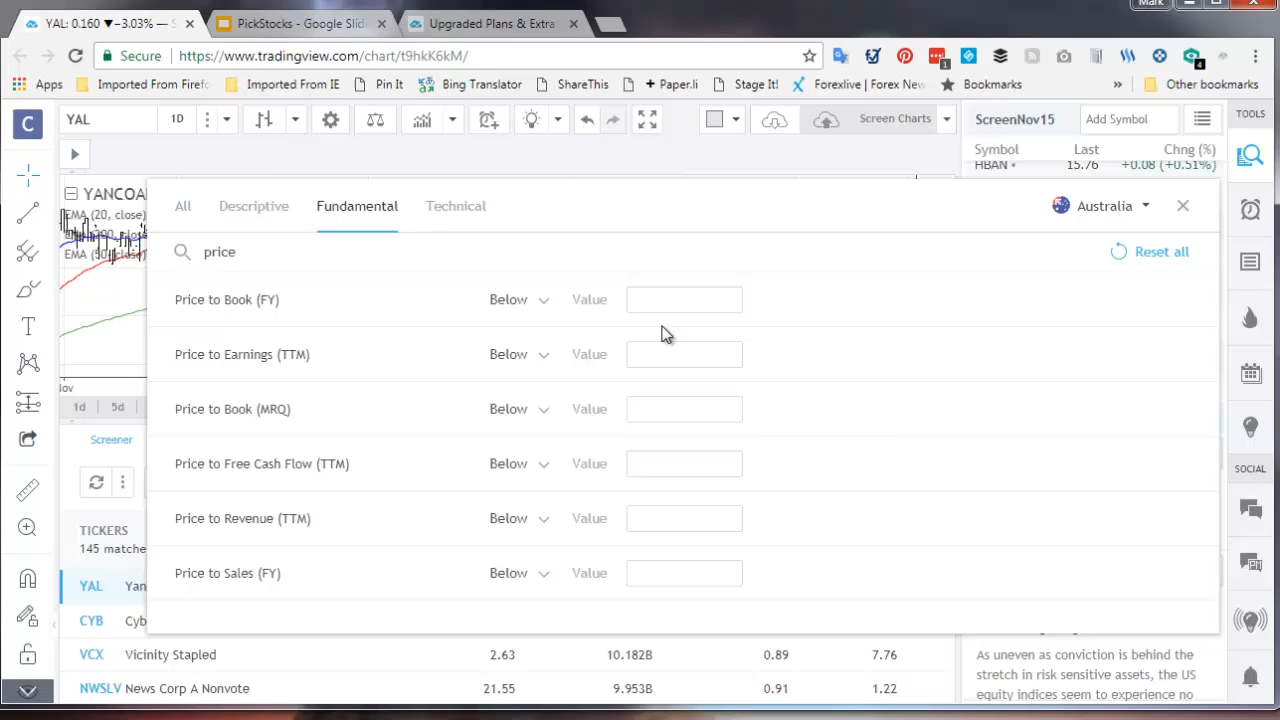 Mark
YAL: 0.160 ▼−3.03% — S
PickStocks - Google Slid
Upgraded Plans & Extra
Secure
https://www.tradingview.com/chart/t9hkK6kM/
1
4
Apps
Imported From Firefo
Imported From IE
Pin It
Bing Translator
ShareThis
+ Paper.li
Stage It!
Forexlive | Forex New
Bookmarks
»
Other bookmarks
C
YAL
1D
Screen Charts
ScreenNov15
Add Symbol
TOOLS
Symbol
Last
Chng (%)
HBAN
15.76
+0.08 (+0.51%)
YANCOA
EMA (20, close)
EMA (50, close)
All
Descriptive
Fundamental
Technical
Australia
price
Reset all
Price to Book (FY)
Below
Value
Price to Earnings (TTM)
Below
Value
Price to Book (MRQ)
Below
Value
Price to Free Cash Flow (TTM)
Below
Value
Price to Revenue (TTM)
Below
Value
Price to Sales (FY)
Below
Value
Nov
1d
5d
Screener
SOCIAL
TICKERS
145 matche
YAL
Yan
CYB
Cyb
VCX
Vicinity Stapled
2.63
10.182B
0.89
7.76
NWSLV
News Corp A Nonvote
21.55
9.953B
0.91
1.22
As uneven as conviction is behind the
stretch in risk sensitive assets, the US
equity indices seem to experience no